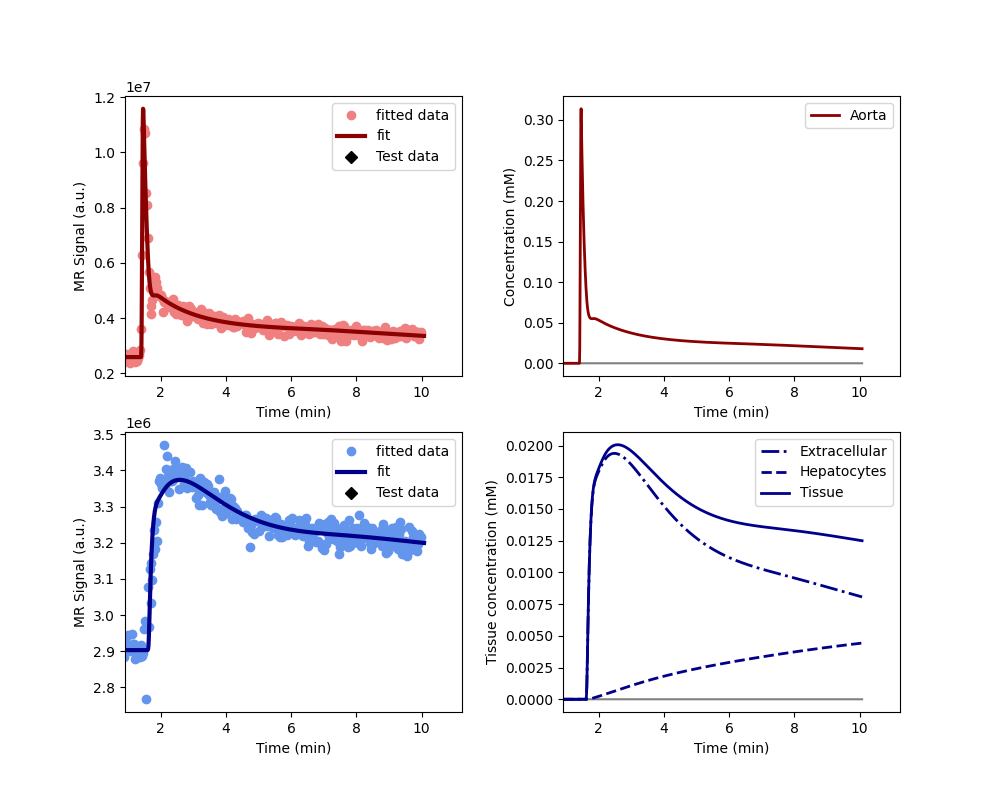 1e7
1.2
1.0
0.8
0.6
0.4
0.2
MR Signal (a.u.)
fitted data
fit
Test data
2 4 6 8 10
Time (min)
0.30
0.25
0.20
0.15
0.10
0.05
0.00
Concentration (mM)
Aorta
2 4 6 8 10
Time (min)
1e6
3.5
3.4
3.3
3.2
3.1
3.0
2.9
2.8
MR Signal (a.u.)
fitted data
fit
Test data
2 4 6 8 10
Time (min)
0.0200
0.0175
0.0150
0.0125
0.0100
0.0075
0.0050
0.0025
0.0000
Tissue concentration (mM)
Extracellular
Hepatocytes
Tissue
2 4 6 8 10
Time (min)